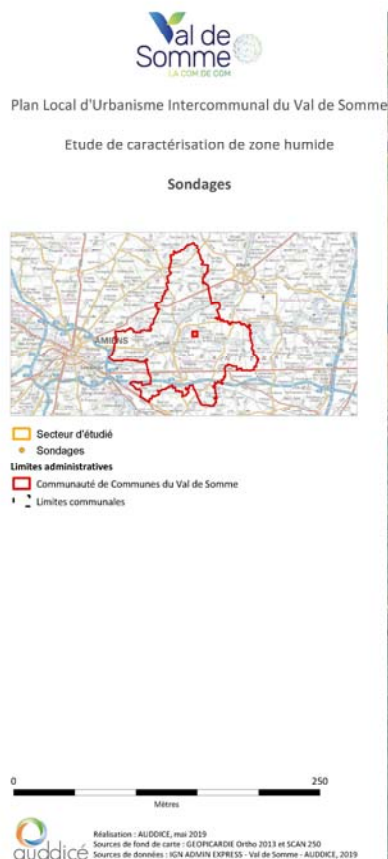 Val de
Somme
LA COM DE COM
Plan Local d'Urbanisme Intercommunal du Val de Somme
Etude de caractérisation de zone humide
Sondages
AMIENS
Secteur d'étudié
Sondages
Limites administratives
Communauté de Communes du Val de Somme
Limites communales
0 250
Mètres
auddicé
Réalisation : AUDDICE, mai 2019
Sources de fond de carte : GEOPICARDIE Ortho 2013 et SCAN 250
Sources de données : IGN ADMIN EXPRESS - Val de Somme - AUDDICE, 2019